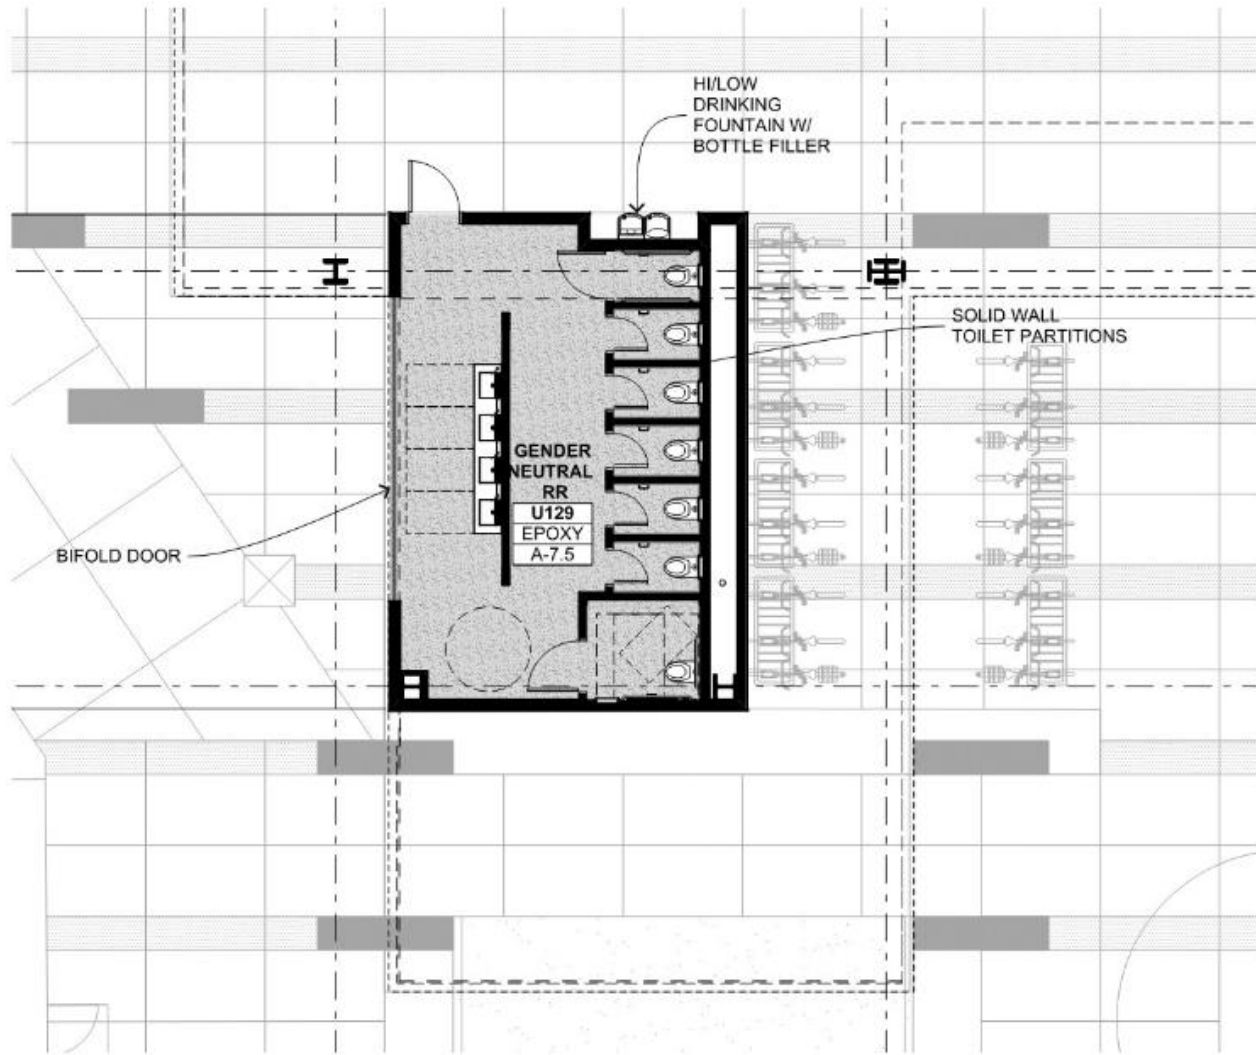 HI/LOW
DRINKING
FOUNTAIN W/
BOTTLE FILLER
SOLID WALL
TOILET PARTITIONS
GENDER
NEUTRAL
RR
U129
EPOXY
A-7.5
BIFOLD DOOR